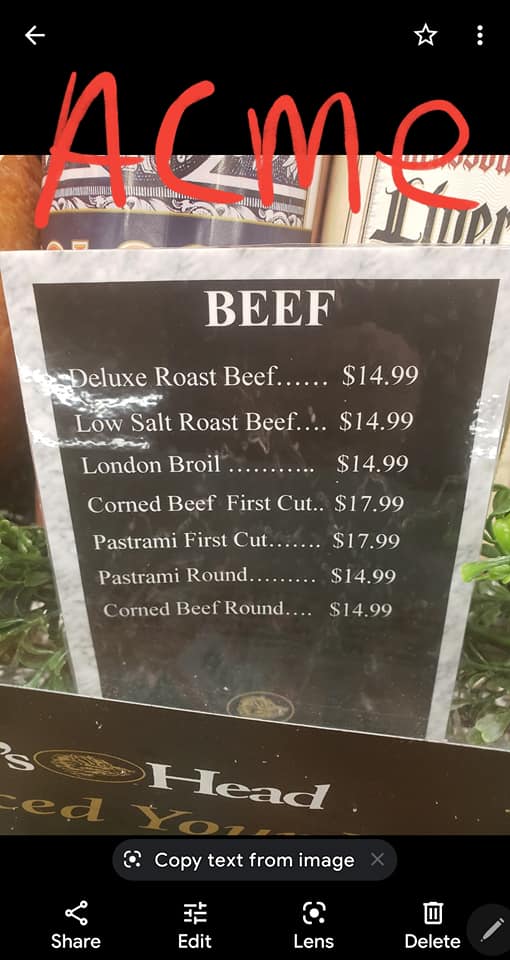 ACME
Liver
BEEF
Deluxe Roast Beef...... $14.99
Low Salt Roast Beef.... $14.99
London Broil ........... $14.99
Corned Beef First Cut.. $17.99
Pastrami First Cut....... $17.99
Pastrami Round......... $14.99
Corned Beef Round.... $14.99
's Head
Copy text from image
Share Edit Lens Delete